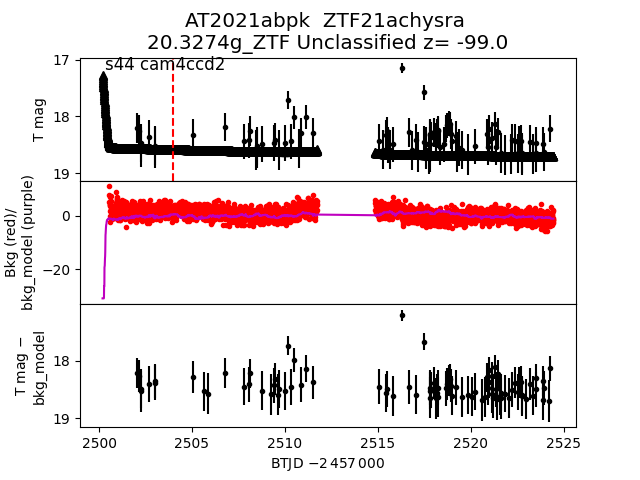 AT2021abpk  ZTF21achysra
20.3274g_ZTF Unclassified z= -99.0
s44 cam4ccd2
17
18
19
T mag
0
−20
Bkg (red)/
bkg_model (purple)
18
19
T mag −
bkg_model
2500
2505
2510
2515
2520
2525
BTJD −2 457 000